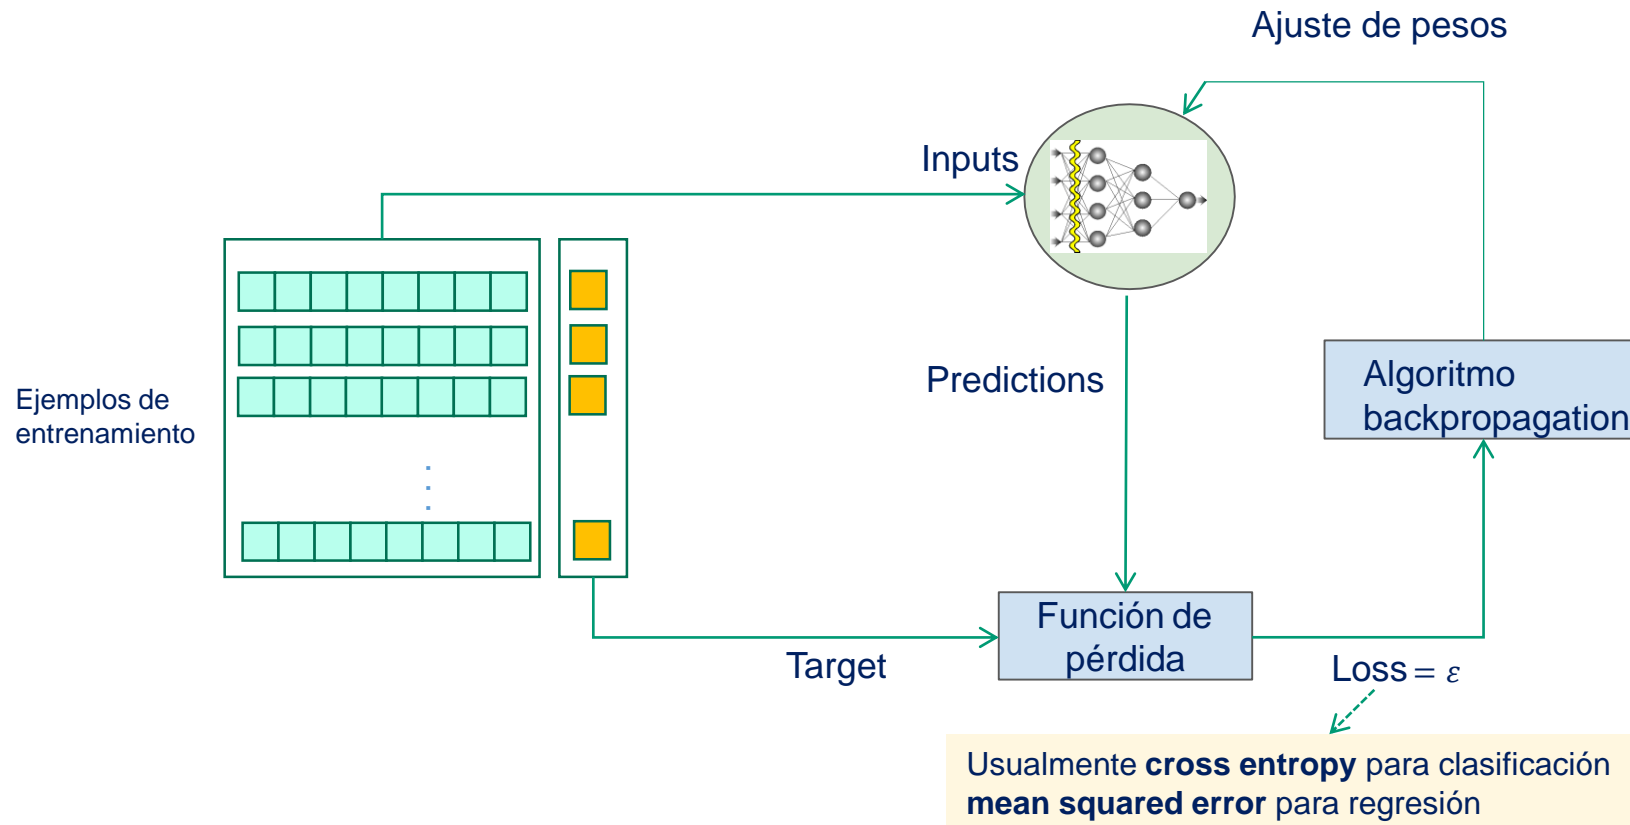 Ajuste de pesos
Inputs
Predictions
Algoritmo
backpropagation
Ejemplos de
entrenamiento
Función de
pérdida
Target
Loss = ε
Usualmente cross entropy para clasificación
mean squared error para regresión